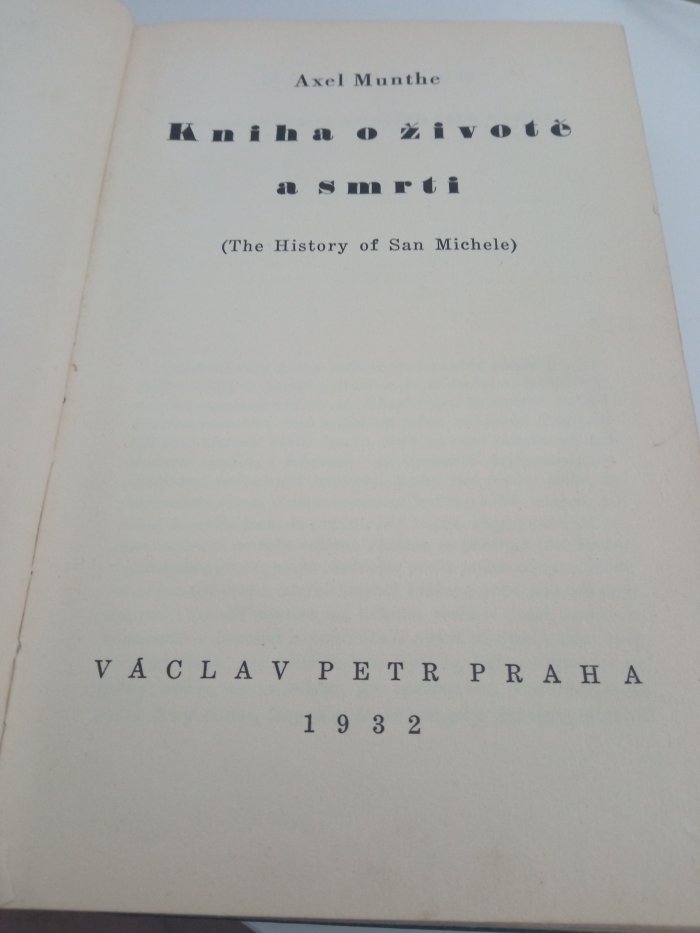 Axel Munthe
Kniha o životě
a smrti
(The History of San Michele)
VÁCLAV PETR PRAHA
1932